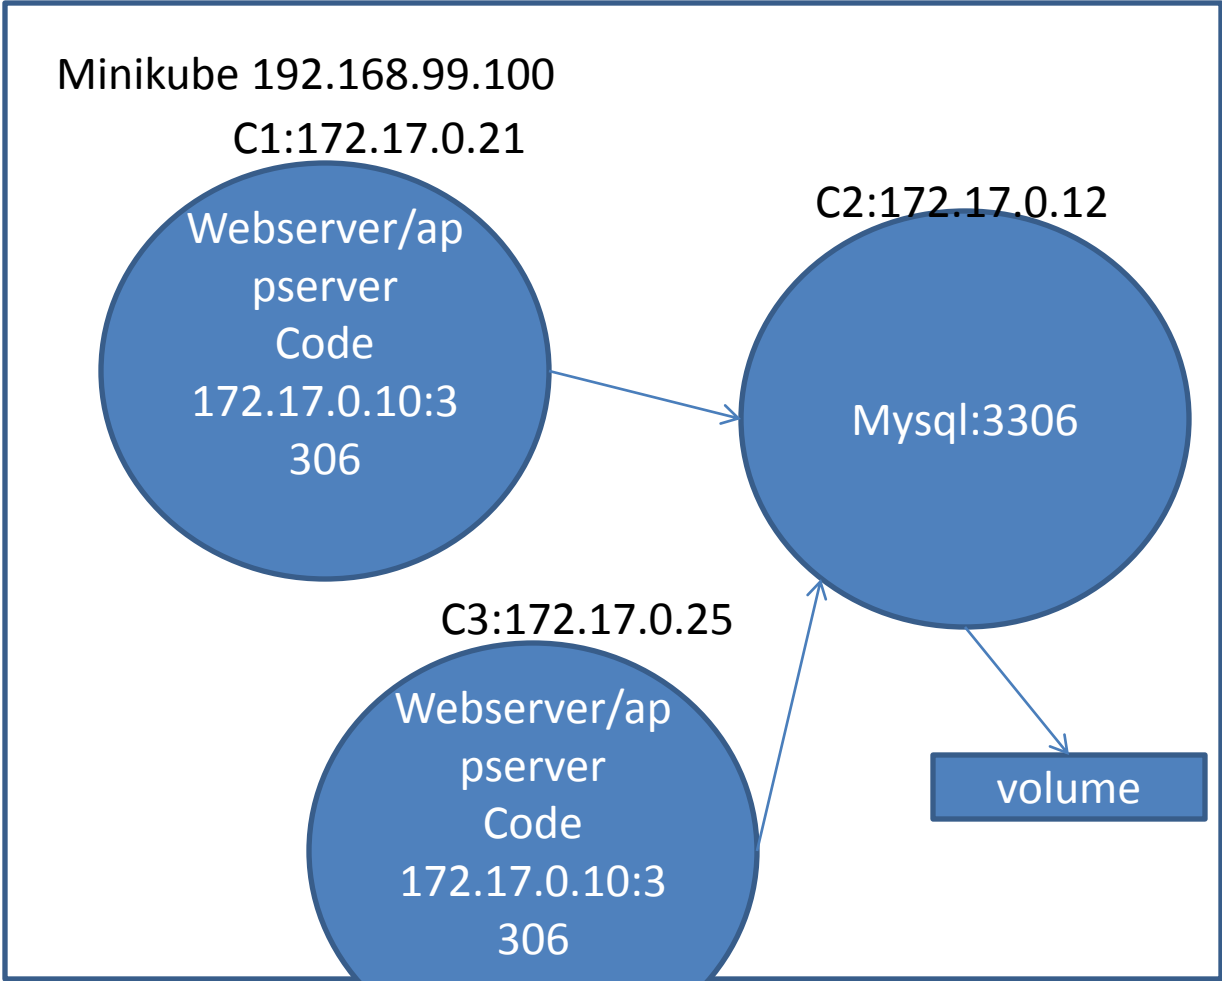 Minikube 192.168.99.100
C1:172.17.0.21
Webserver/ap
pserver
Code
172.17.0.10:3
306
C2:172.17.0.12
Mysql:3306
C3:172.17.0.25
Webserver/ap
pserver
Code
172.17.0.10:3
306
volume